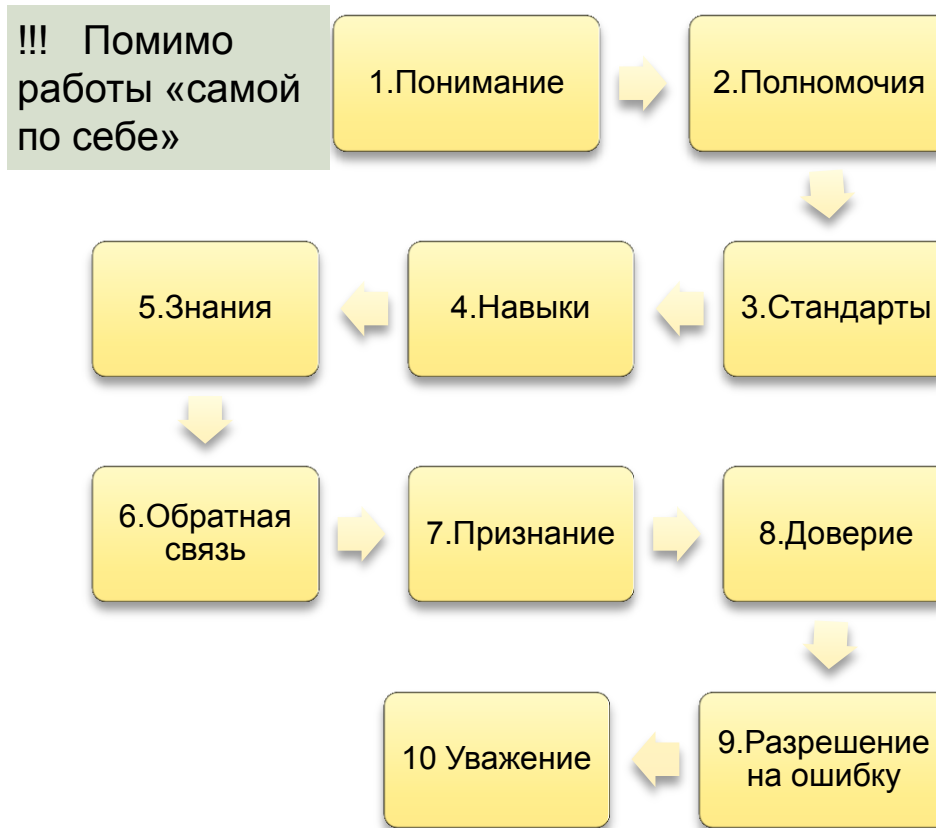 !!! Помимо
работы «самой
по себе»
1.Понимание
2.Полномочия
3.Стандарты
4.Навыки
5.Знания
6.Обратная
связь
7.Признание
8.Доверие
9.Разрешение
на ошибку
10 Уважение